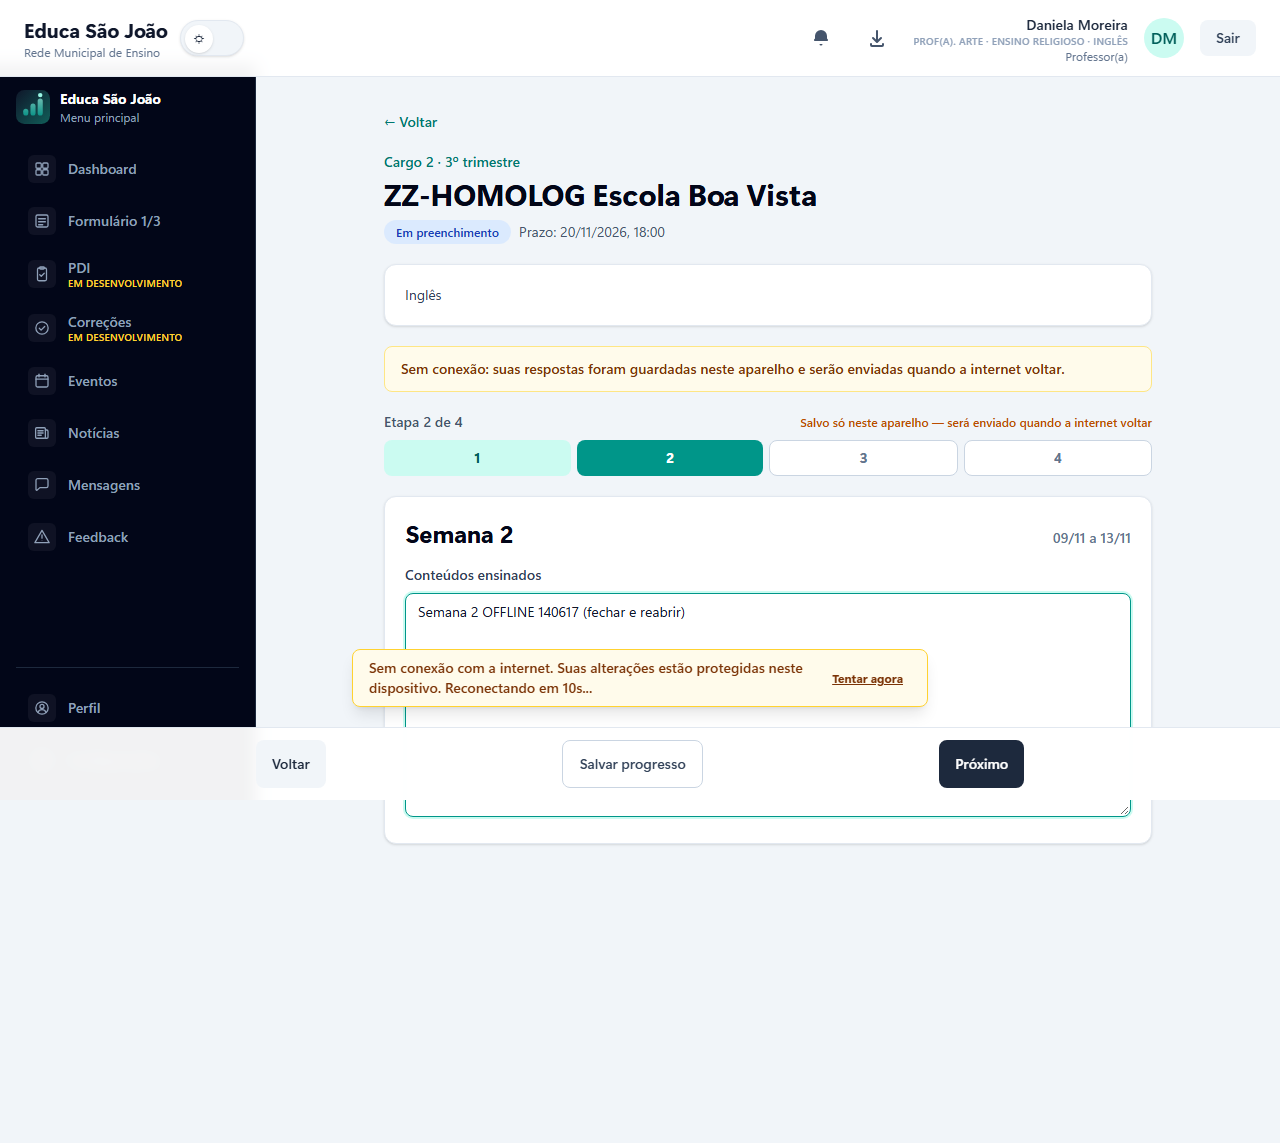 Educa São João
Rede Municipal de Ensino
Daniela Moreira
PROF(A). ARTE · ENSINO RELIGIOSO · INGLÊS
Professor(a)
DM
Sair
Educa São João
Menu principal
Dashboard
Formulário 1/3
PDI
EM DESENVOLVIMENTO
Correções
EM DESENVOLVIMENTO
Eventos
Notícias
Mensagens
Feedback
Perfil
← Voltar
Cargo 2 · 3º trimestre
ZZ-HOMOLOG Escola Boa Vista
Em preenchimento
Prazo: 20/11/2026, 18:00
Inglês
Sem conexão: suas respostas foram guardadas neste aparelho e serão enviadas quando a internet voltar.
Etapa 2 de 4
Salvo só neste aparelho — será enviado quando a internet voltar
1
2
3
4
Semana 2
09/11 a 13/11
Conteúdos ensinados
Semana 2 OFFLINE 140617 (fechar e reabrir)
Sem conexão com a internet. Suas alterações estão protegidas neste
dispositivo. Reconectando em 10s...
Tentar agora
Voltar
Salvar progresso
Próximo